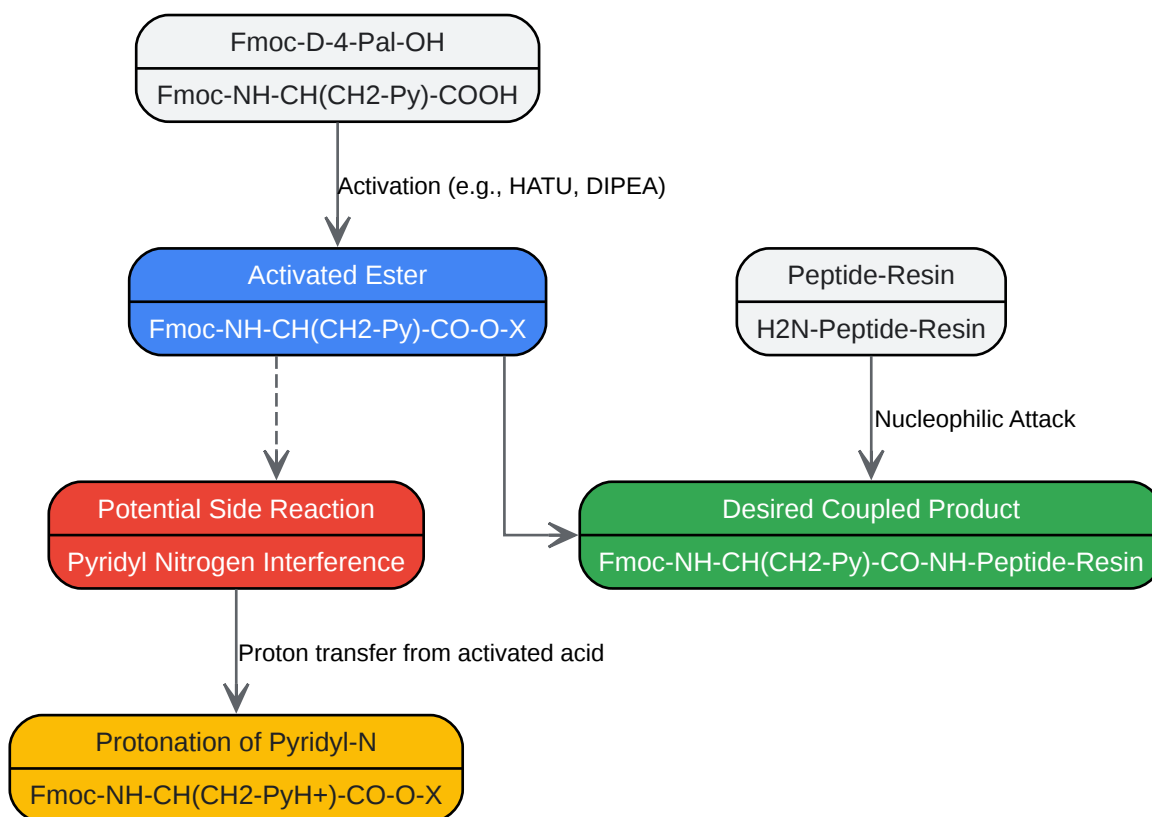 Fmoc-D-4-Pal-OH
Fmoc-NH-CH(CH2-Py)-COOH
Activation (e.g., HATU, DIPEA)
Activated Ester
Fmoc-NH-CH(CH2-Py)-CO-O-X
Peptide-Resin
H2N-Peptide-Resin
Nucleophilic Attack
Potential Side Reaction
Pyridyl Nitrogen Interference
Desired Coupled Product
Fmoc-NH-CH(CH2-Py)-CO-NH-Peptide-Resin
Proton transfer from activated acid
Protonation of Pyridyl-N
Fmoc-NH-CH(CH2-PyH+)-CO-O-X